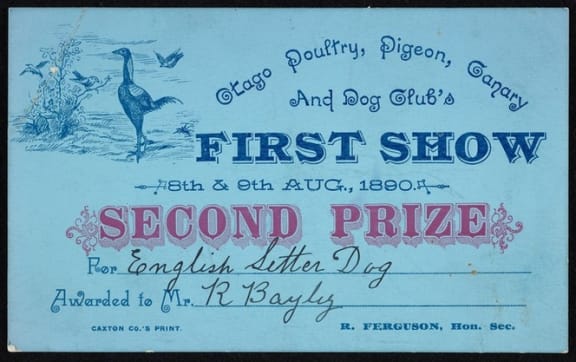 Otago Poultry, Pigeon, Canary
And Dog Club's
FIRST SHOW
8th & 9th AUG., 1890.
SECOND PRIZE
For English Setter Dog
Awarded to Mr. R Bayley
CAXTON CO.'S PRINT. R. FERGUSON, Hon. Sec.